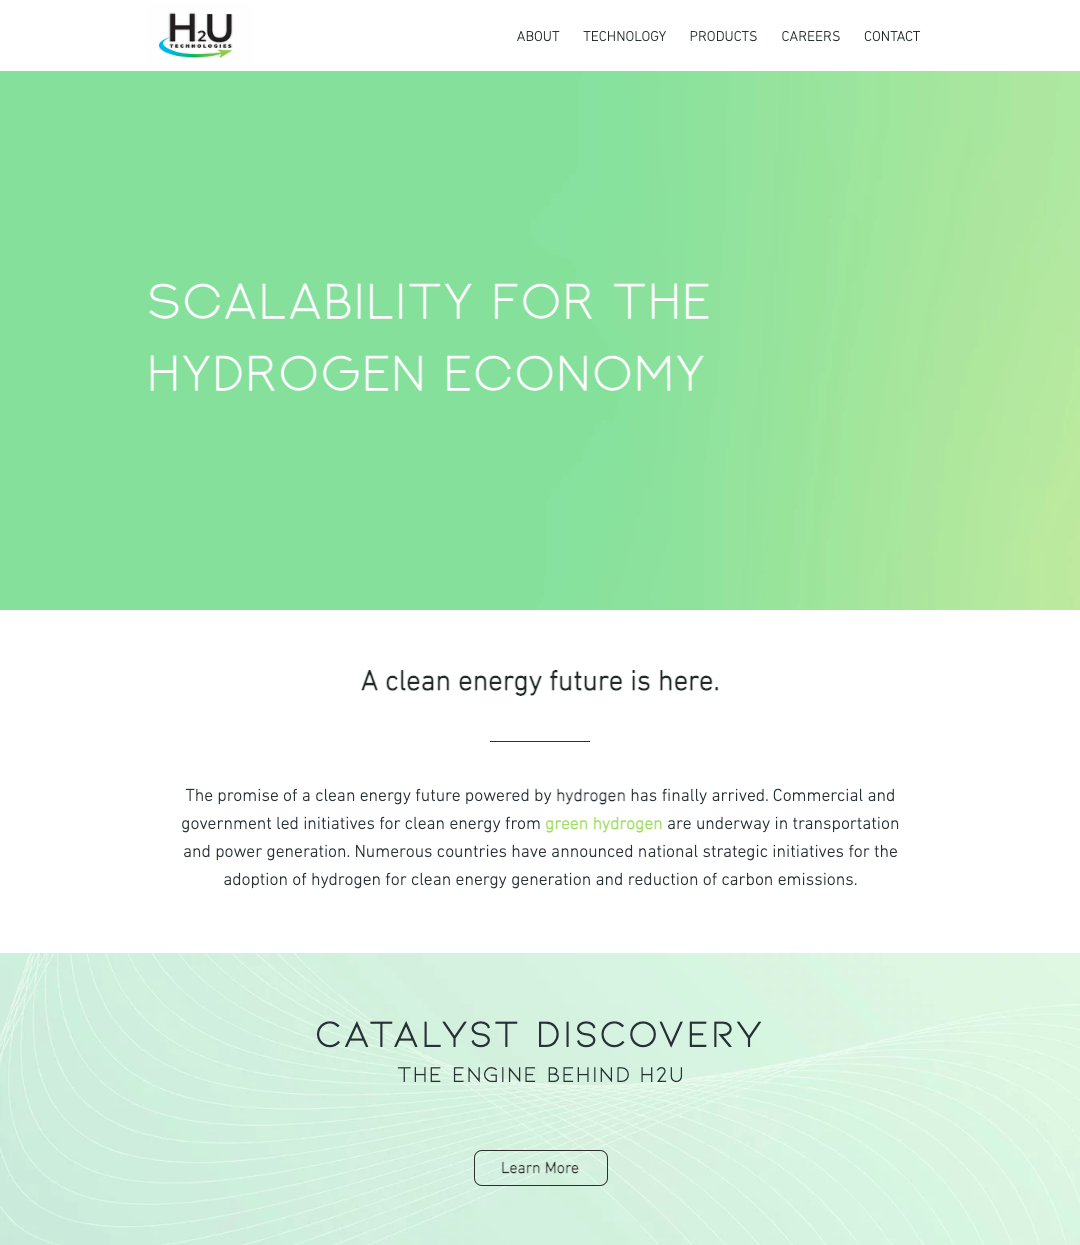 H2U
TECHNOLOGIES
ABOUT TECHNOLOGY PRODUCTS CAREERS CONTACT
SCALABILITY FOR THE
HYDROGEN ECONOMY
A clean energy future is here.
The promise of a clean energy future powered by hydrogen has finally arrived. Commercial and
government led initiatives for clean energy from green hydrogen are underway in transportation
and power generation. Numerous countries have announced national strategic initiatives for the
adoption of hydrogen for clean energy generation and reduction of carbon emissions.
CATALYST DISCOVERY
THE ENGINE BEHIND H2U
Learn More